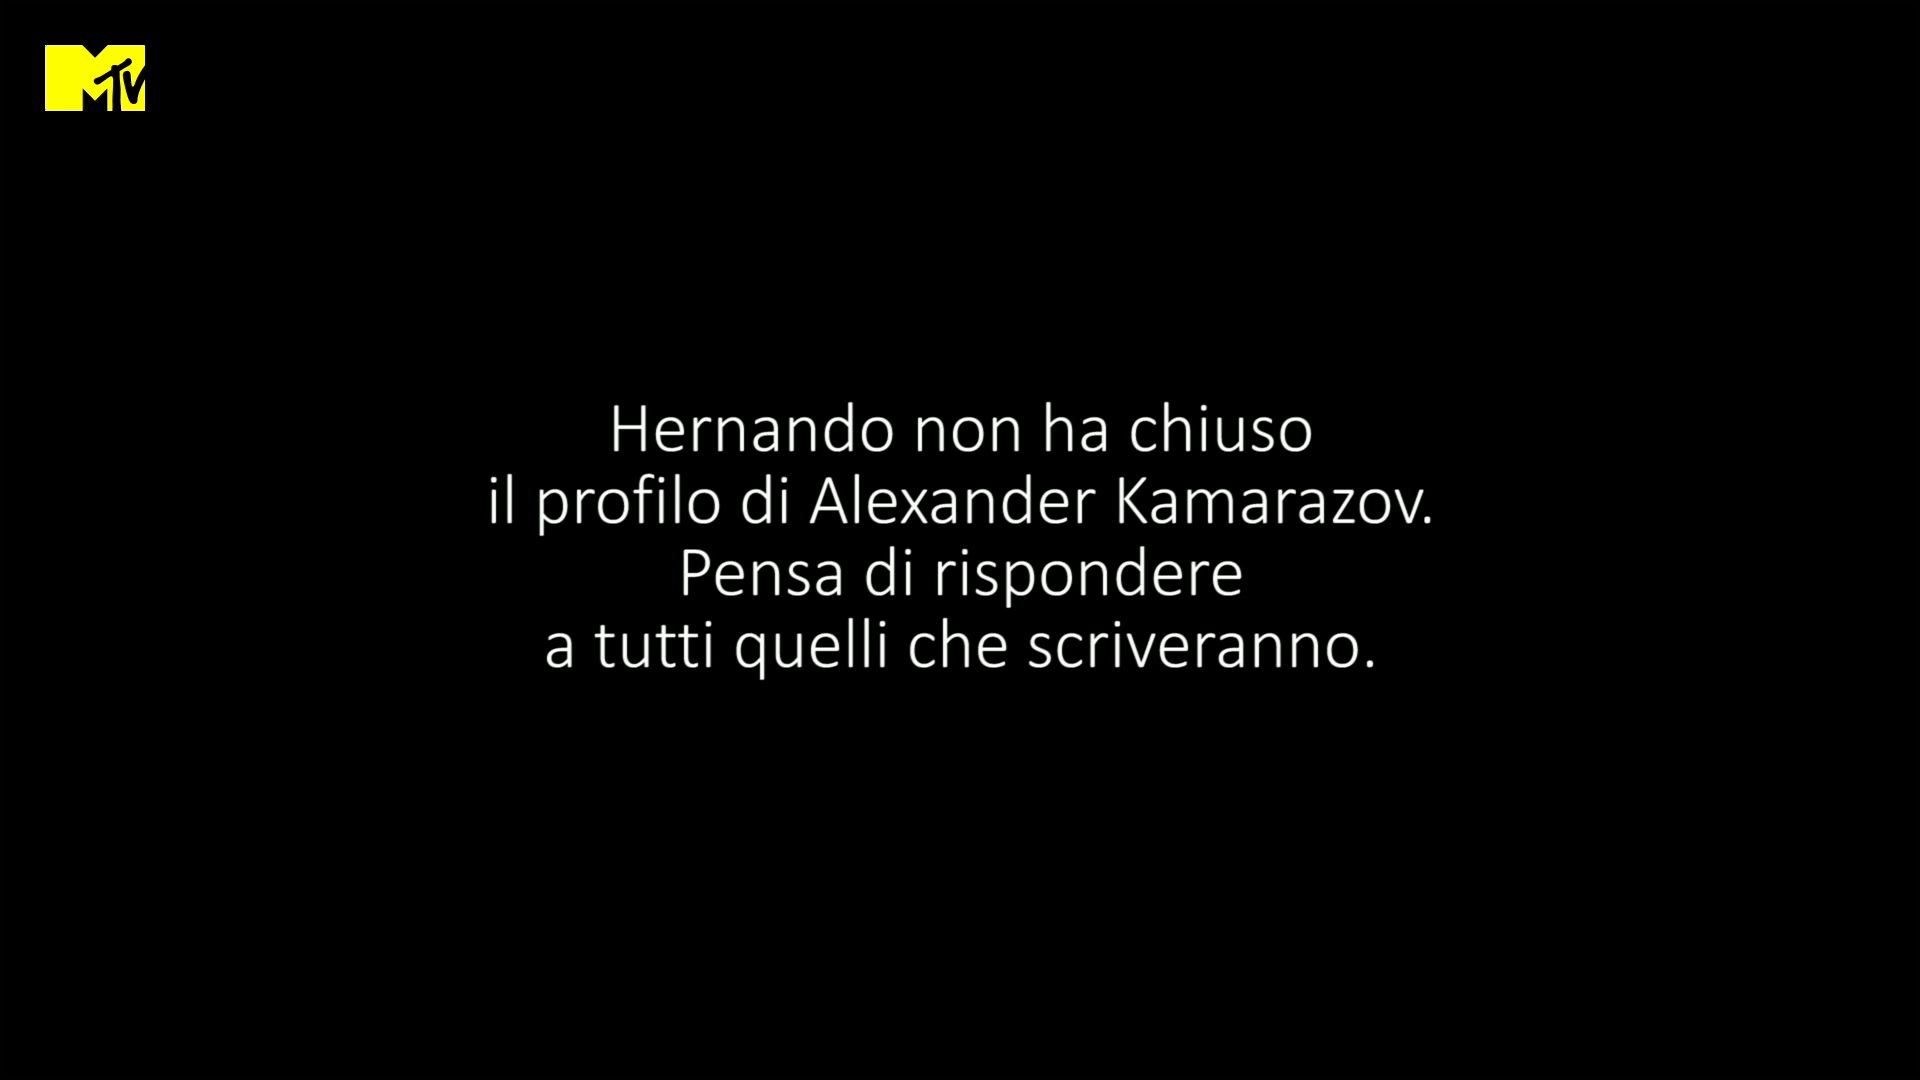 MTV
Hernando non ha chiuso
il profilo di Alexander Kamarazov.
Pensa di rispondere
a tutti quelli che scriveranno.